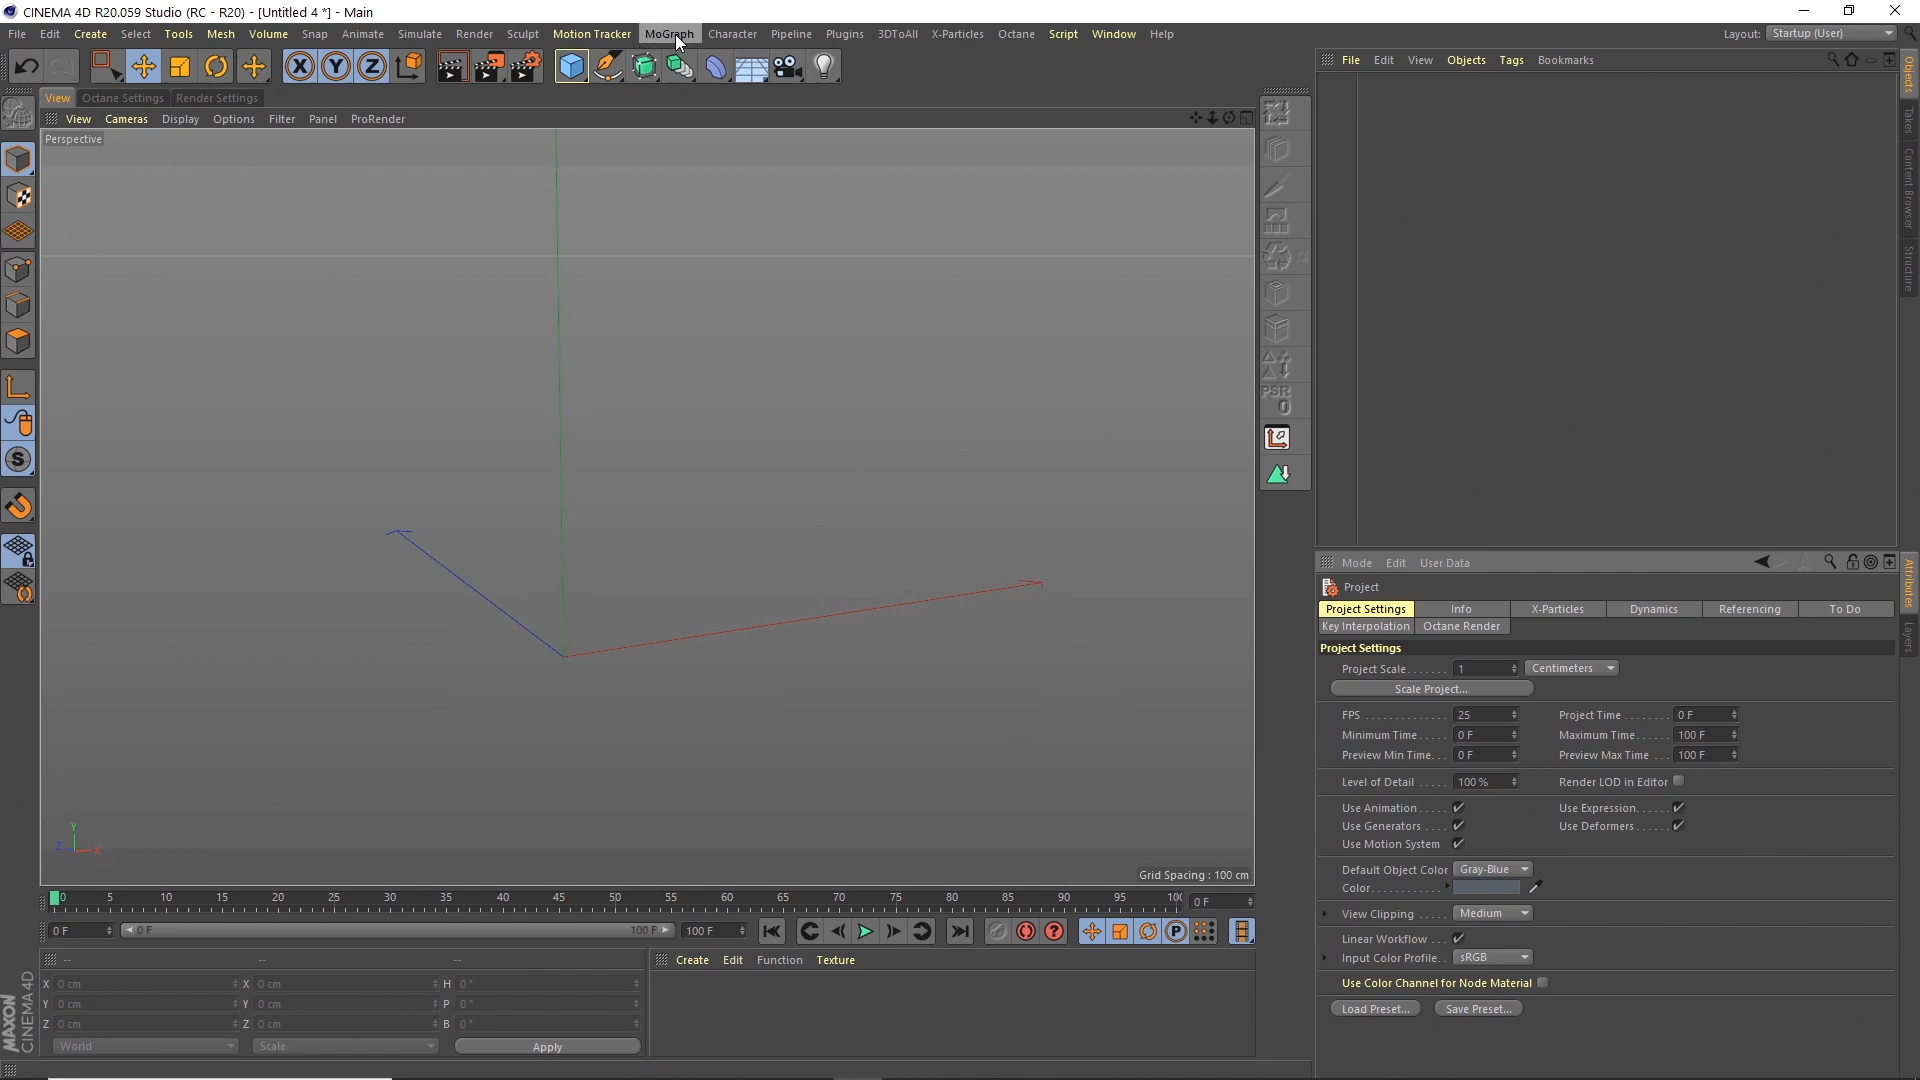 CINEMA 4D R20.059 Studio (RC - R20) - [Untitled 4 *] - Main
File Edit Create Select Tools Mesh Volume Snap Animate Simulate Render Sculpt Motion Tracker MoGraph Character Pipeline Plugins 3DToAll X-Particles Octane Script Window Help Layout: Startup (User)
X Y Z
File Edit View Objects Tags Bookmarks
View Octane Settings Render Settings
View Cameras Display Options Filter Panel ProRender
Perspective
Objects
Takes
Content Browser
Structure
PSR
0
S
Y
Z X
Grid Spacing : 100 cm
Mode Edit User Data
Project
Attributes
Layers
Project Settings Info X-Particles Dynamics Referencing To Do
Key Interpolation Octane Render
Project Settings
Project Scale....... 1 Centimeters
Scale Project...
FPS .............. 25 Project Time ........ 0 F
Minimum Time ..... 0 F Maximum Time...... 100 F
Preview Min Time. . . 0 F Preview Max Time . . . 100 F
Level of Detail ..... 100 % Render LOD in Editor
Use Animation ..... Use Expression......
Use Generators .... Use Deformers......
Use Motion System
Default Object Color Gray-Blue
Color............
View Clipping ..... Medium
Linear Workflow . . .
Input Color Profile. . sRGB
Use Color Channel for Node Material
Load Preset... Save Preset...
0 5 10 15 20 25 30 35 40 45 50 55 60 65 70 75 80 85 90 95 100 0 F
0 F 0 F 100 F 100 F
P
-- -- --
X 0 cm X 0 cm H 0 °
Y 0 cm Y 0 cm P 0 °
Z 0 cm Z 0 cm B 0 °
World Scale Apply
Create Edit Function Texture
MAXON
CINEMA 4D